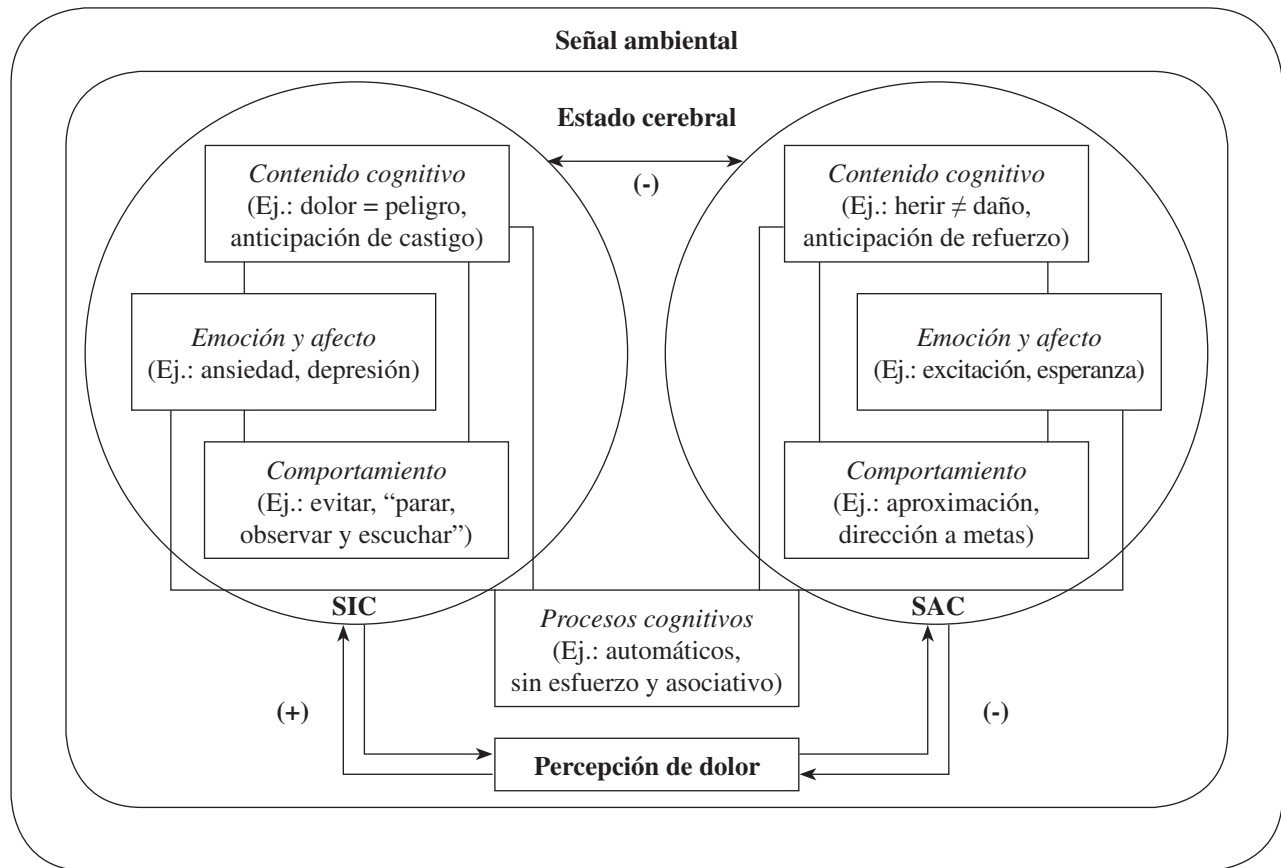 Señal ambiental
Estado cerebral
(-)
Contenido cognitivo
(Ej.: dolor = peligro,
anticipación de castigo)
Emoción y afecto
(Ej.: ansiedad, depresión)
Comportamiento
(Ej.: evitar, “parar,
observar y escuchar”)
SIC
Contenido cognitivo
(Ej.: herir ≠ daño,
anticipación de refuerzo)
Emoción y afecto
(Ej.: excitación, esperanza)
Comportamiento
(Ej.: aproximación,
dirección a metas)
SAC
Procesos cognitivos
(Ej.: automáticos,
sin esfuerzo y asociativo)
(+)
(-)
Percepción de dolor